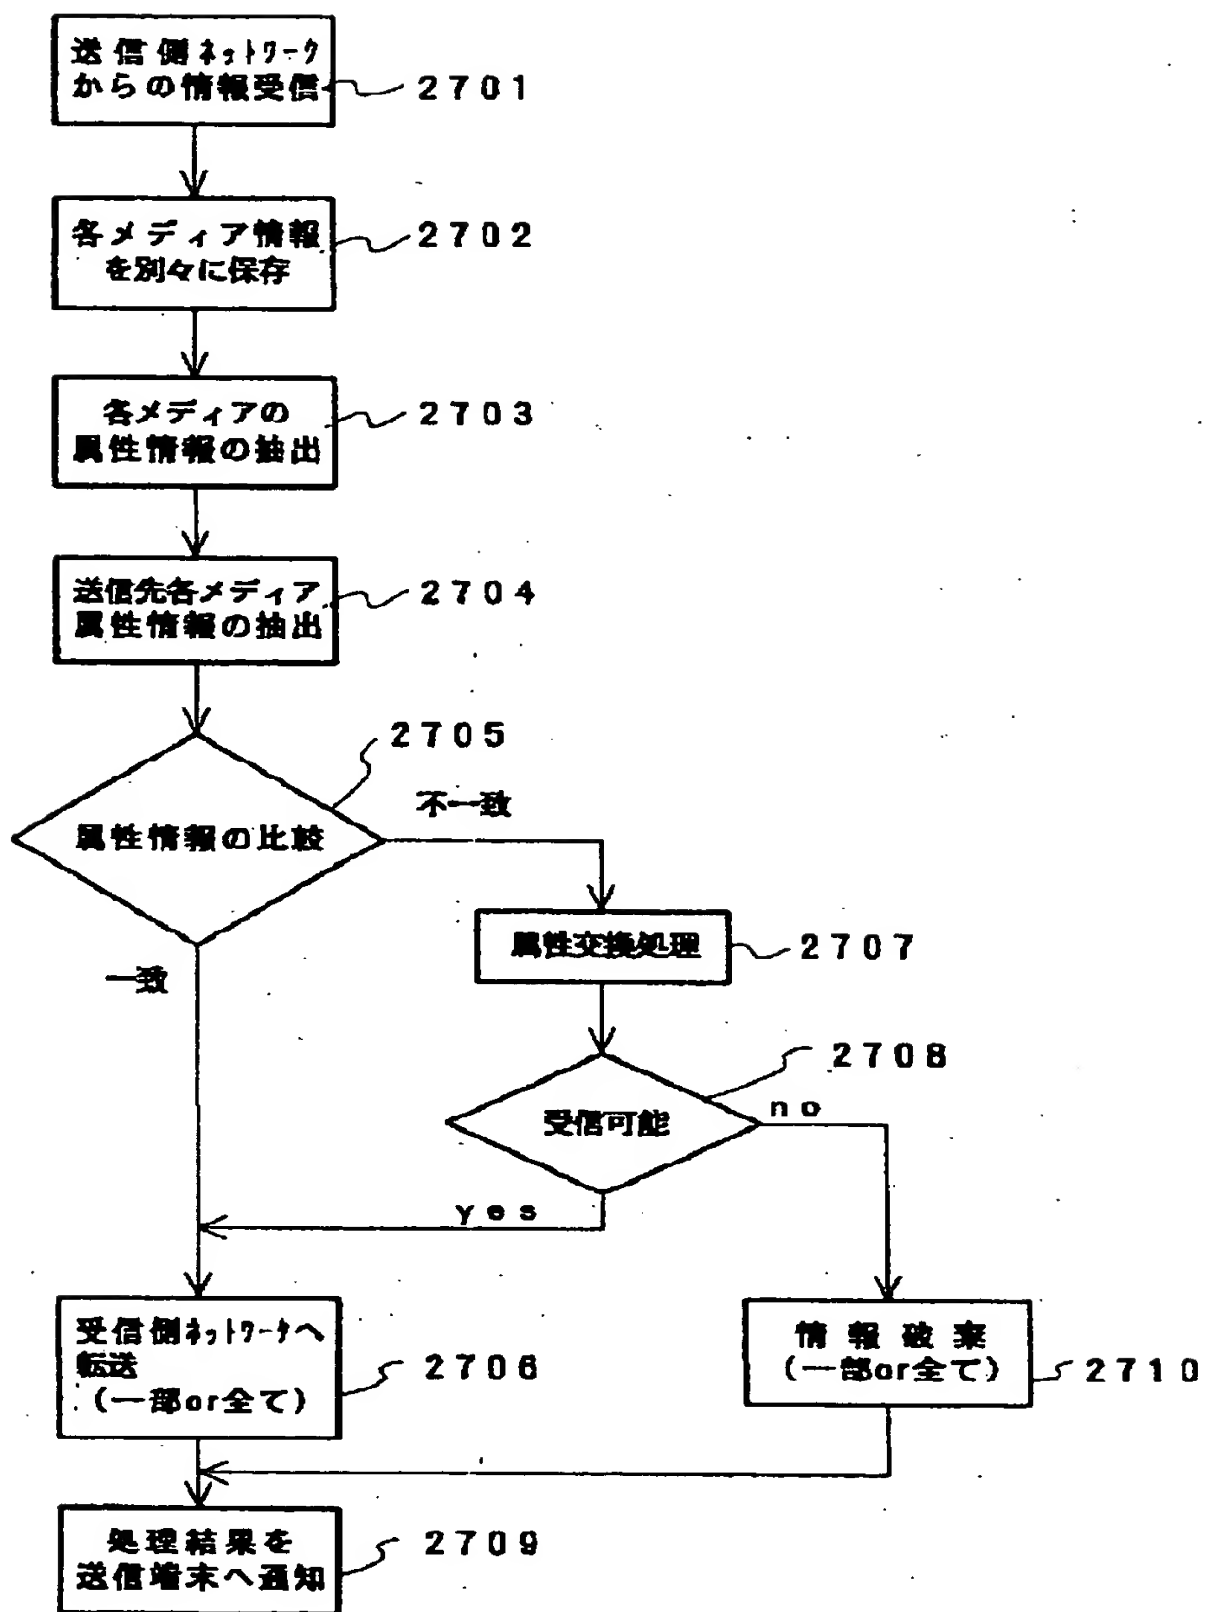 送信側ネットワーク
からの情報受信
2701
各メディア情報
を別々に保存
2702
各メディアの
属性情報の抽出
2703
送信先各メディア
属性情報の抽出
2704
2705
属性情報の比較
不一致
一致
属性交換処理
2707
2708
受信可能
no
yes
受信側ネットワークへ
転送
(一部or全て)
2706
情報破棄
(一部or全て)
2710
処理結果を
送信端末へ通知
2709